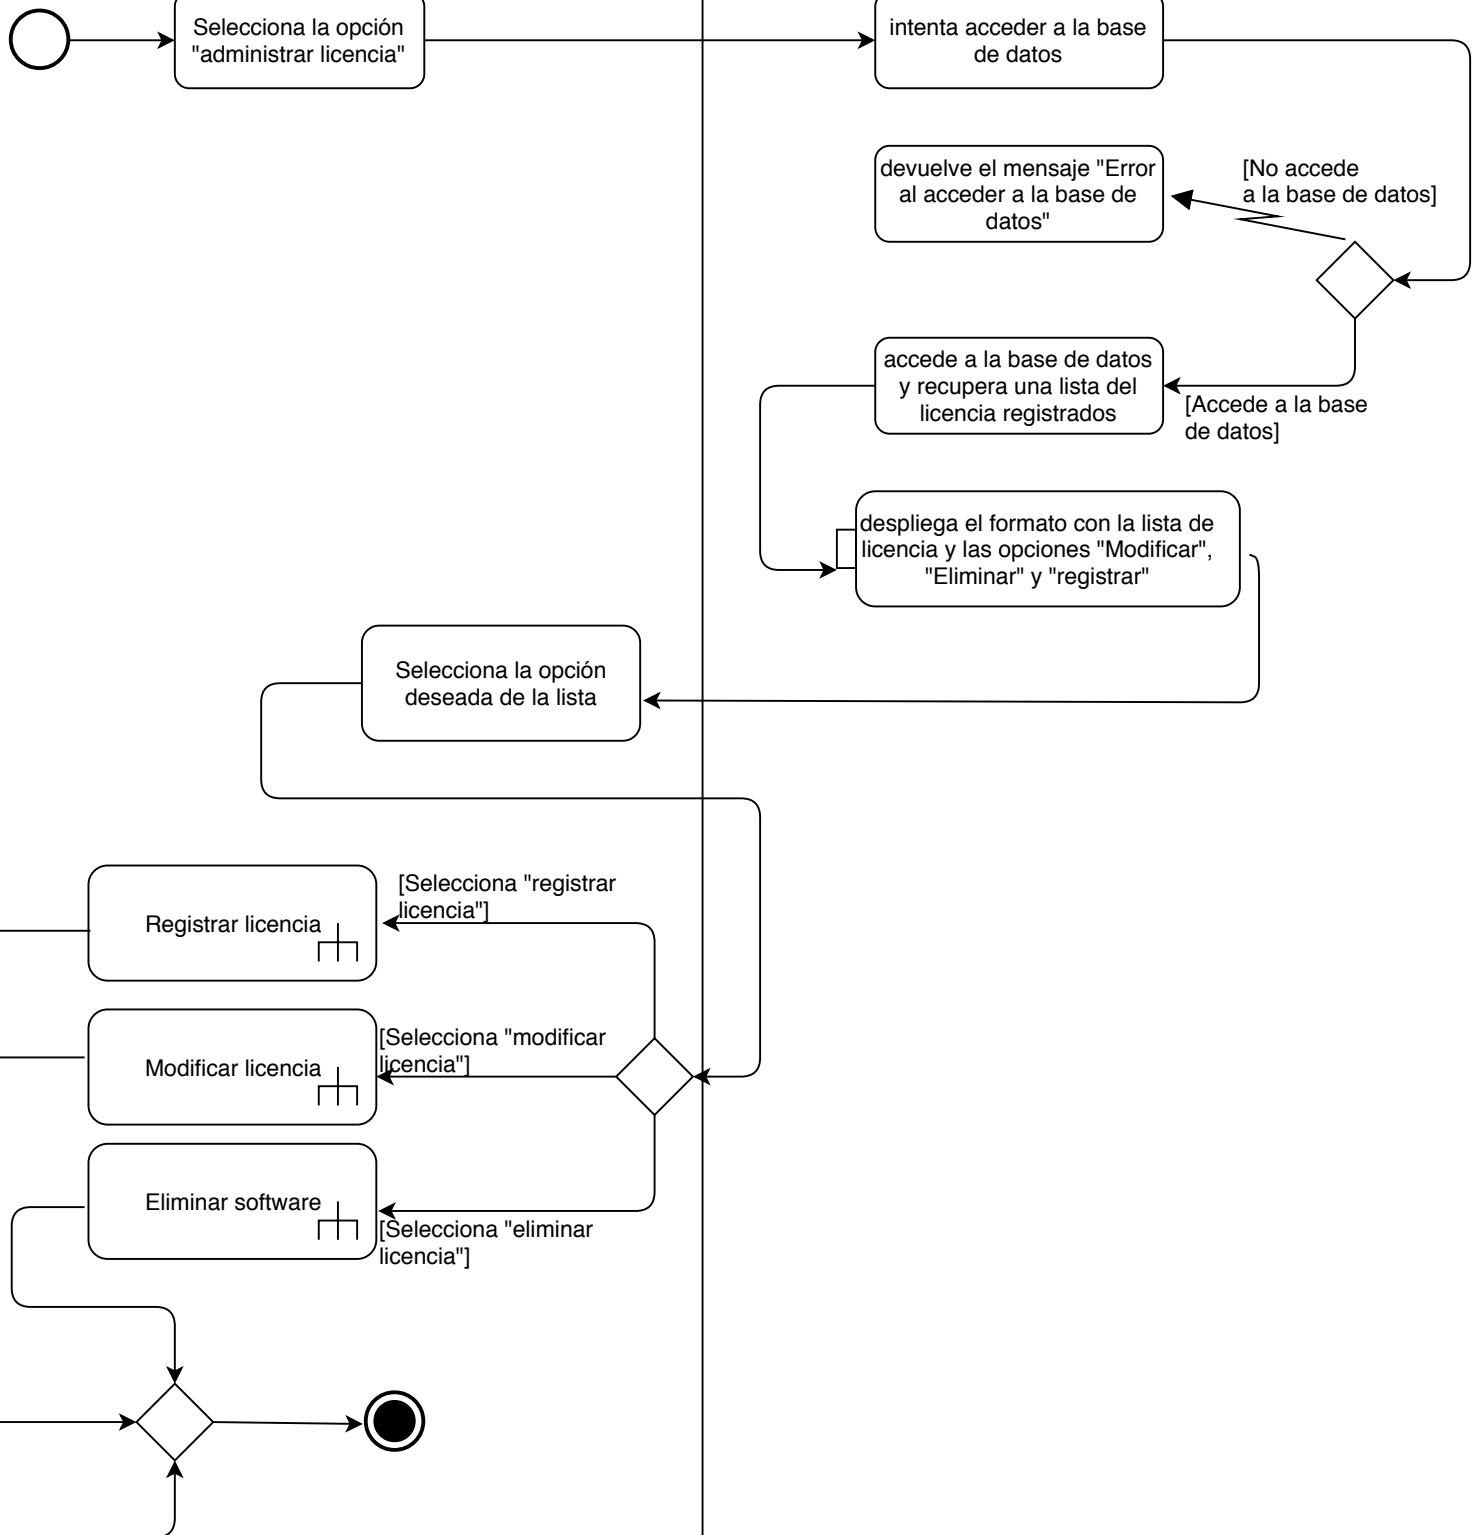 Selecciona la opción
"administrar licencia"
intenta acceder a la base
de datos
devuelve el mensaje "Error
al acceder a la base de
datos"
[No accede
a la base de datos]
accede a la base de datos
y recupera una lista del
licencia registrados
[Accede a la base
de datos]
despliega el formato con la lista de
licencia y las opciones "Modificar",
"Eliminar" y "registrar"
Selecciona la opción
deseada de la lista
[Selecciona "registrar
licencia"]
Registrar licencia
[Selecciona "modificar
licencia"]
Modificar licencia
Eliminar software
[Selecciona "eliminar
licencia"]